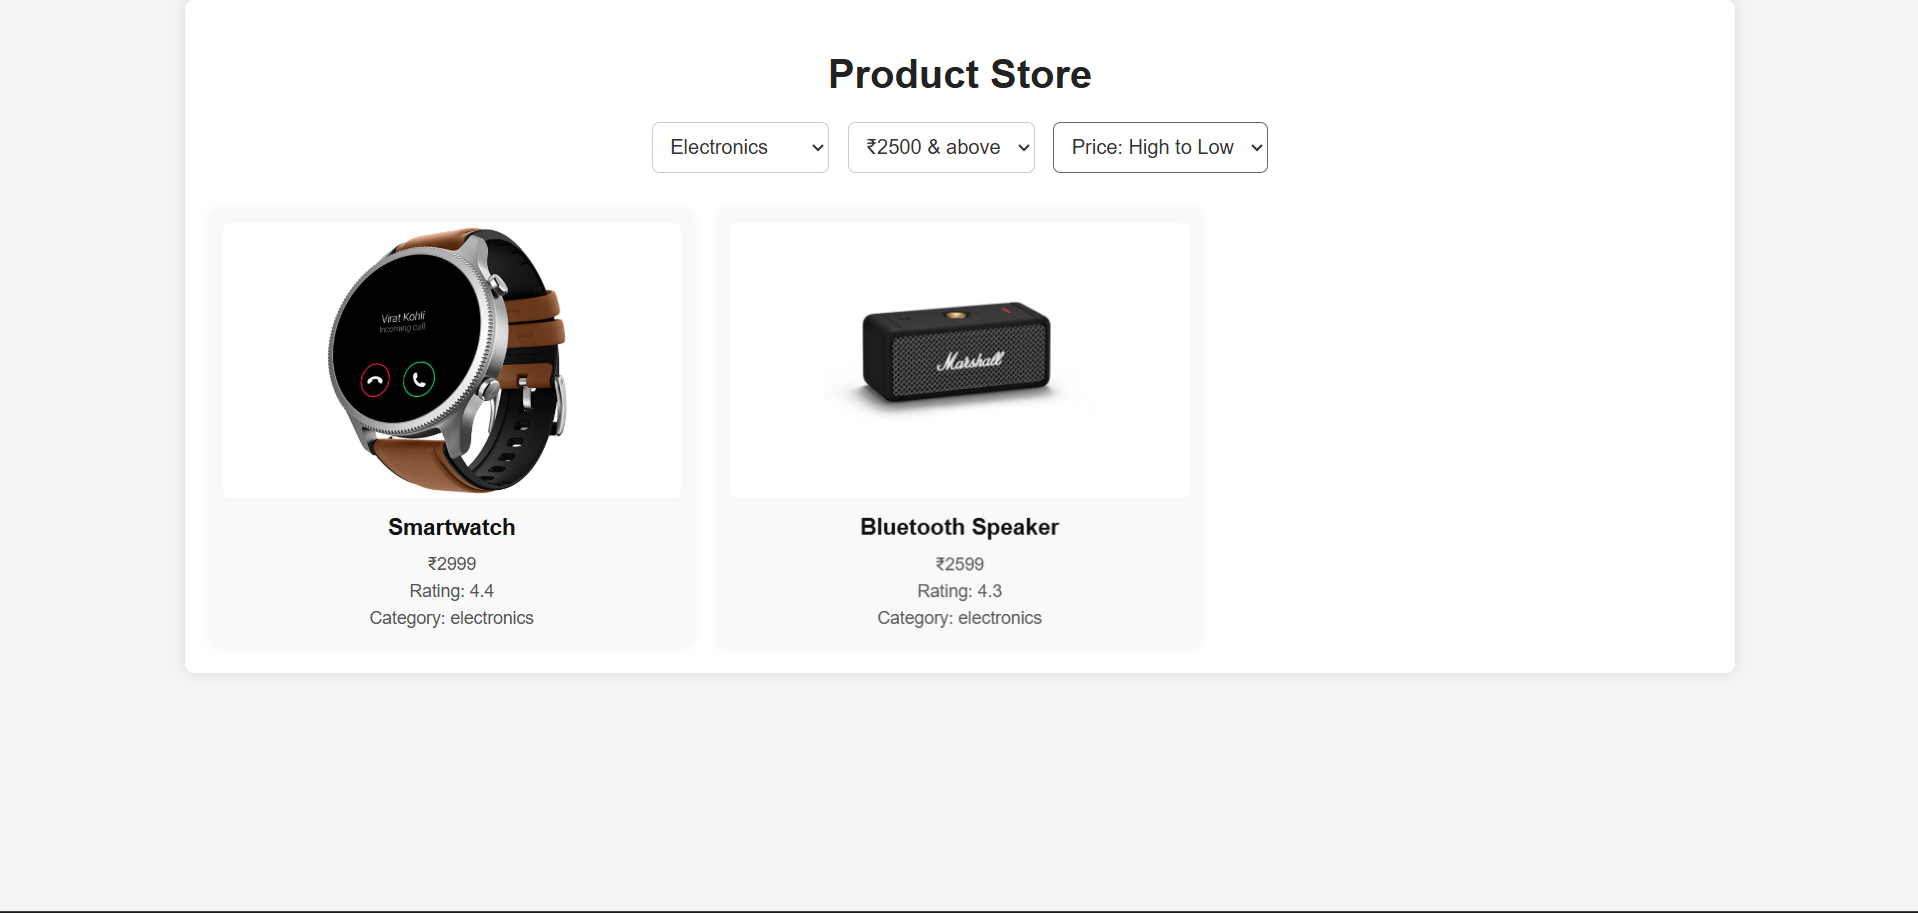 Product Store
Electronics
₹2500 & above
Price: High to Low
Virat Kohli
Incoming call
Marshall
Smartwatch
₹2999
Rating: 4.4
Category: electronics
Bluetooth Speaker
₹2599
Rating: 4.3
Category: electronics